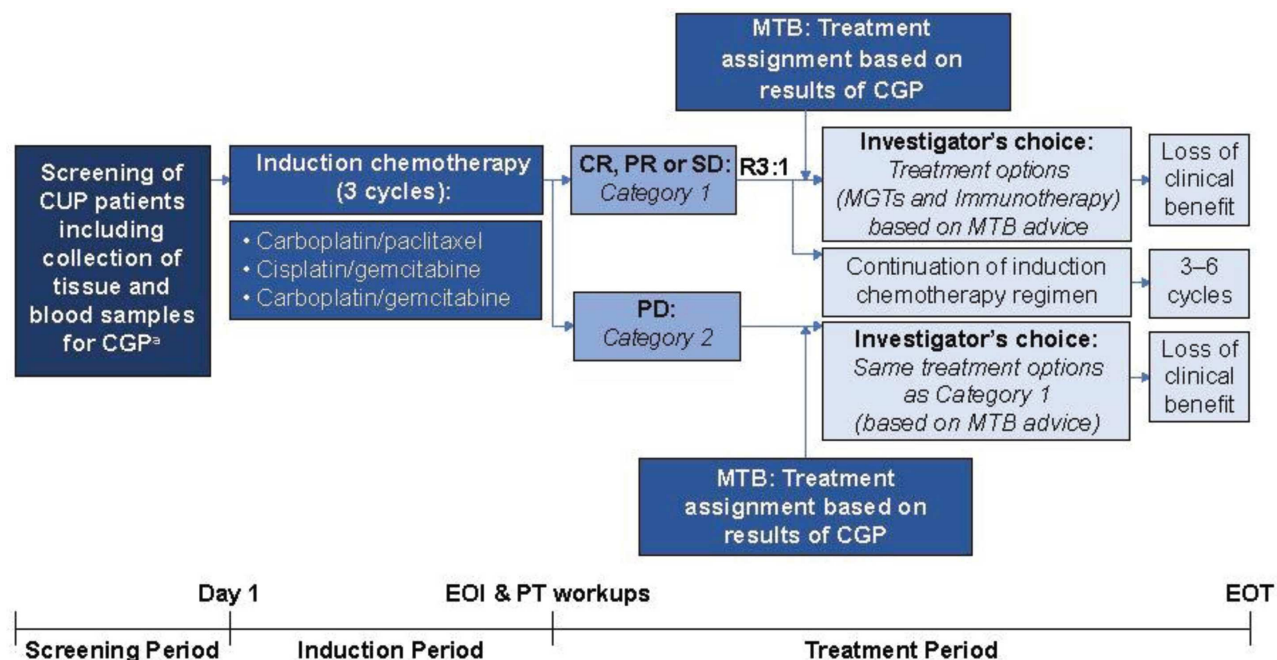 MTB: Treatment
assignment based on
results of CGP
Screening of
CUP patients
including
collection of
tissue and
blood samples
for CGPᵃ
Induction chemotherapy
(3 cycles):
• Carboplatin/paclitaxel
• Cisplatin/gemcitabine
• Carboplatin/gemcitabine
CR, PR or SD:
Category 1
R3:1
PD:
Category 2
Investigator's choice:
Treatment options
(MGTs and Immunotherapy)
based on MTB advice
Loss of
clinical
benefit
Continuation of induction
chemotherapy regimen
3–6
cycles
Investigator's choice:
Same treatment options
as Category 1
(based on MTB advice)
Loss of
clinical
benefit
MTB: Treatment
assignment based on
results of CGP
Day 1
EOI & PT workups
EOT
Screening Period
Induction Period
Treatment Period